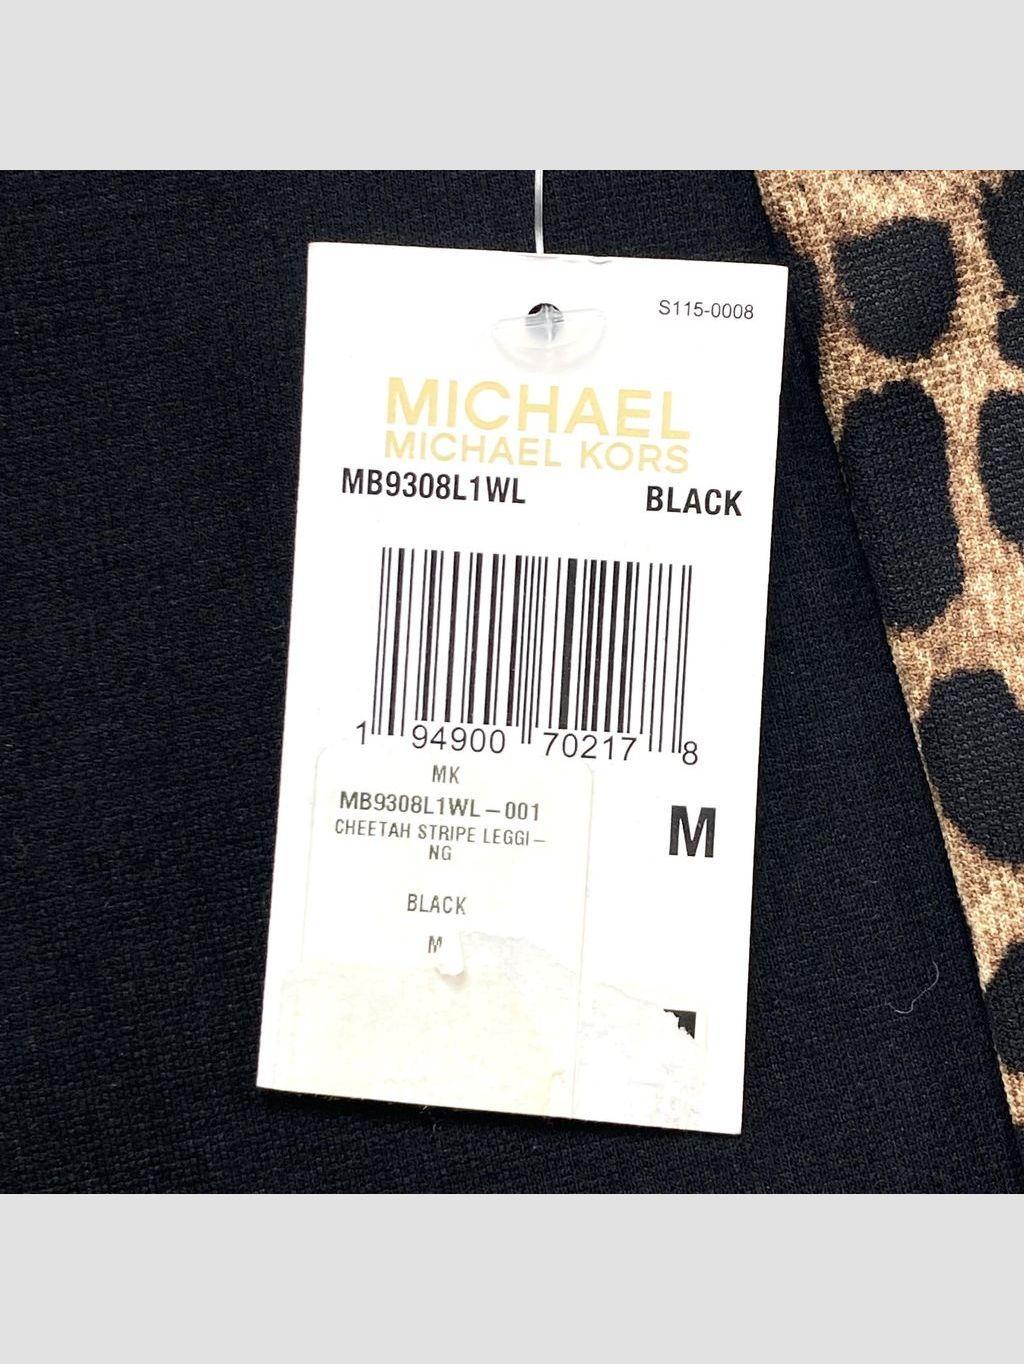 S115-0008
MICHAEL
MICHAEL KORS
MB9308L1WL BLACK
1 94900 70217 8
MK
MB9308L1WL-001
CHEETAH STRIPE LEGGI-
NG
M
BLACK
M